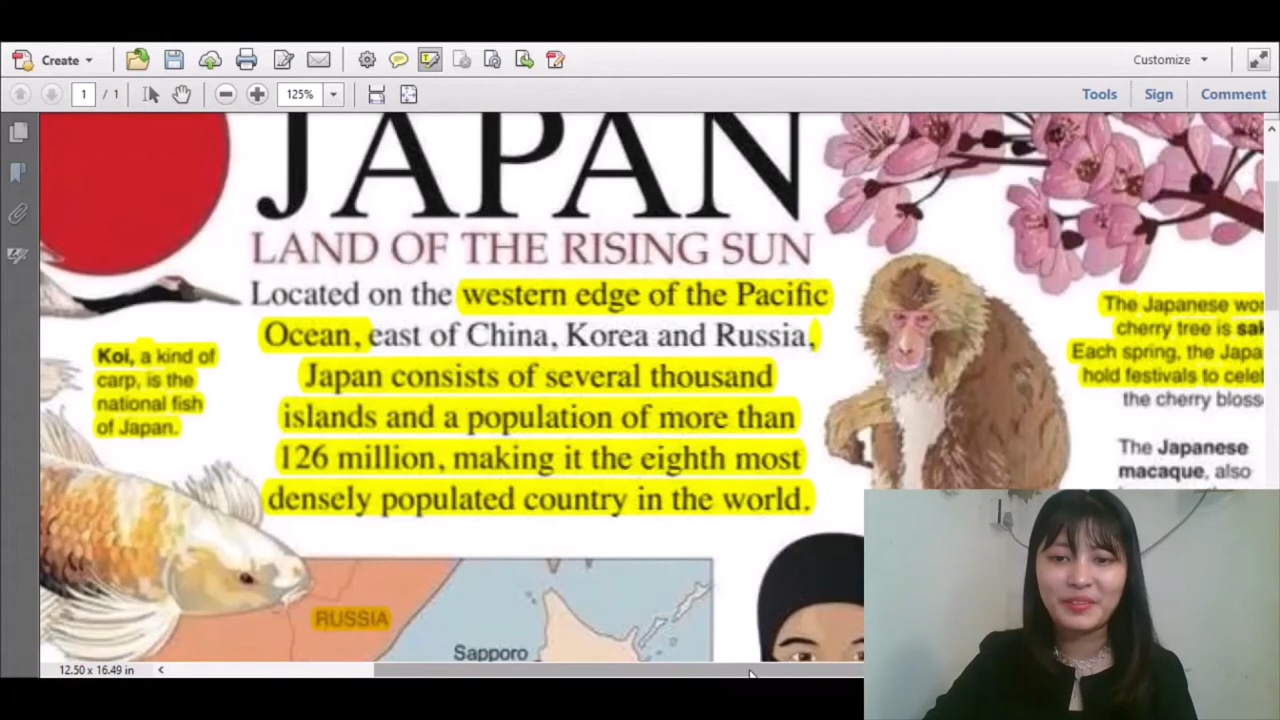 Create
Customize
1 / 1
125%
Tools
Sign
Comment
JAPAN
LAND OF THE RISING SUN
Located on the western edge of the Pacific
Ocean, east of China, Korea and Russia,
Japan consists of several thousand
islands and a population of more than
126 million, making it the eighth most
densely populated country in the world.
Koi, a kind of
carp, is the
national fish
of Japan.
The Japanese
cherry tree is
Each spring, the
hold festivals to
the cherry
The Japanese
macaque, also
RUSSIA
Sapporo
12.50 x 16.49 in